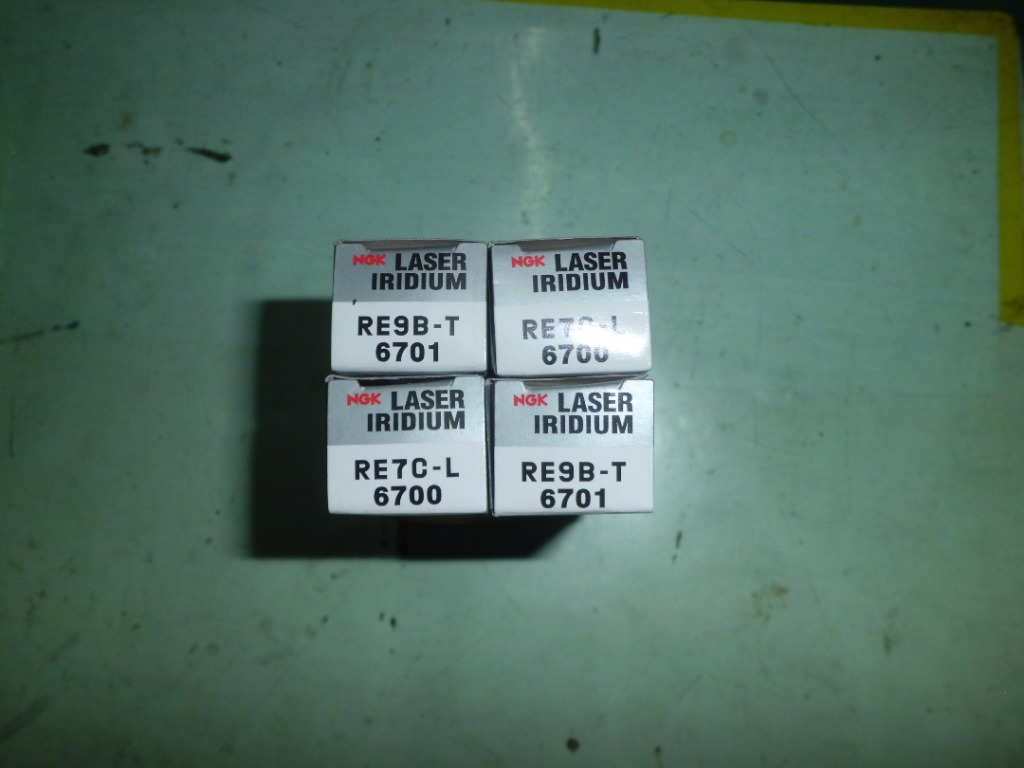 NGK LASER
IRIDIUM
RE9B-T
6701
NGK LASER
IRIDIUM
RE7C-L
6700
NGK LASER
IRIDIUM
RE7C-L
6700
NGK LASER
IRIDIUM
RE9B-T
6701